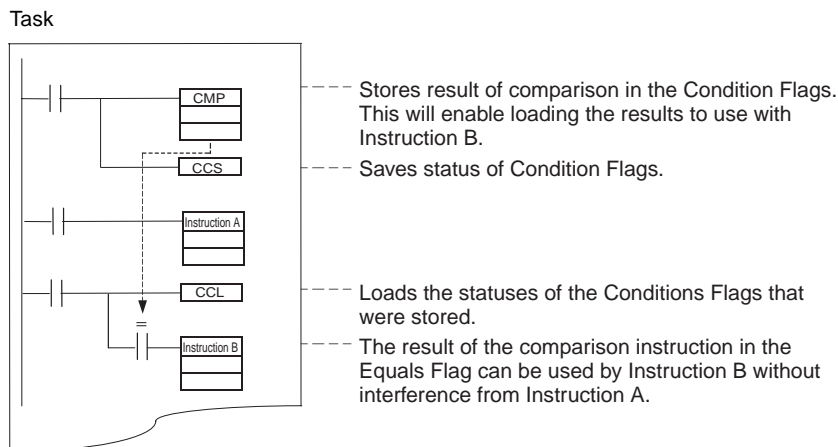 Task
CMP
Stores result of comparison in the Condition Flags.
This will enable loading the results to use with
Instruction B.
CCS
Saves status of Condition Flags.
Instruction A
CCL
Loads the statuses of the Conditions Flags that
were stored.
=
Instruction B
The result of the comparison instruction in the
Equals Flag can be used by Instruction B without
interference from Instruction A.